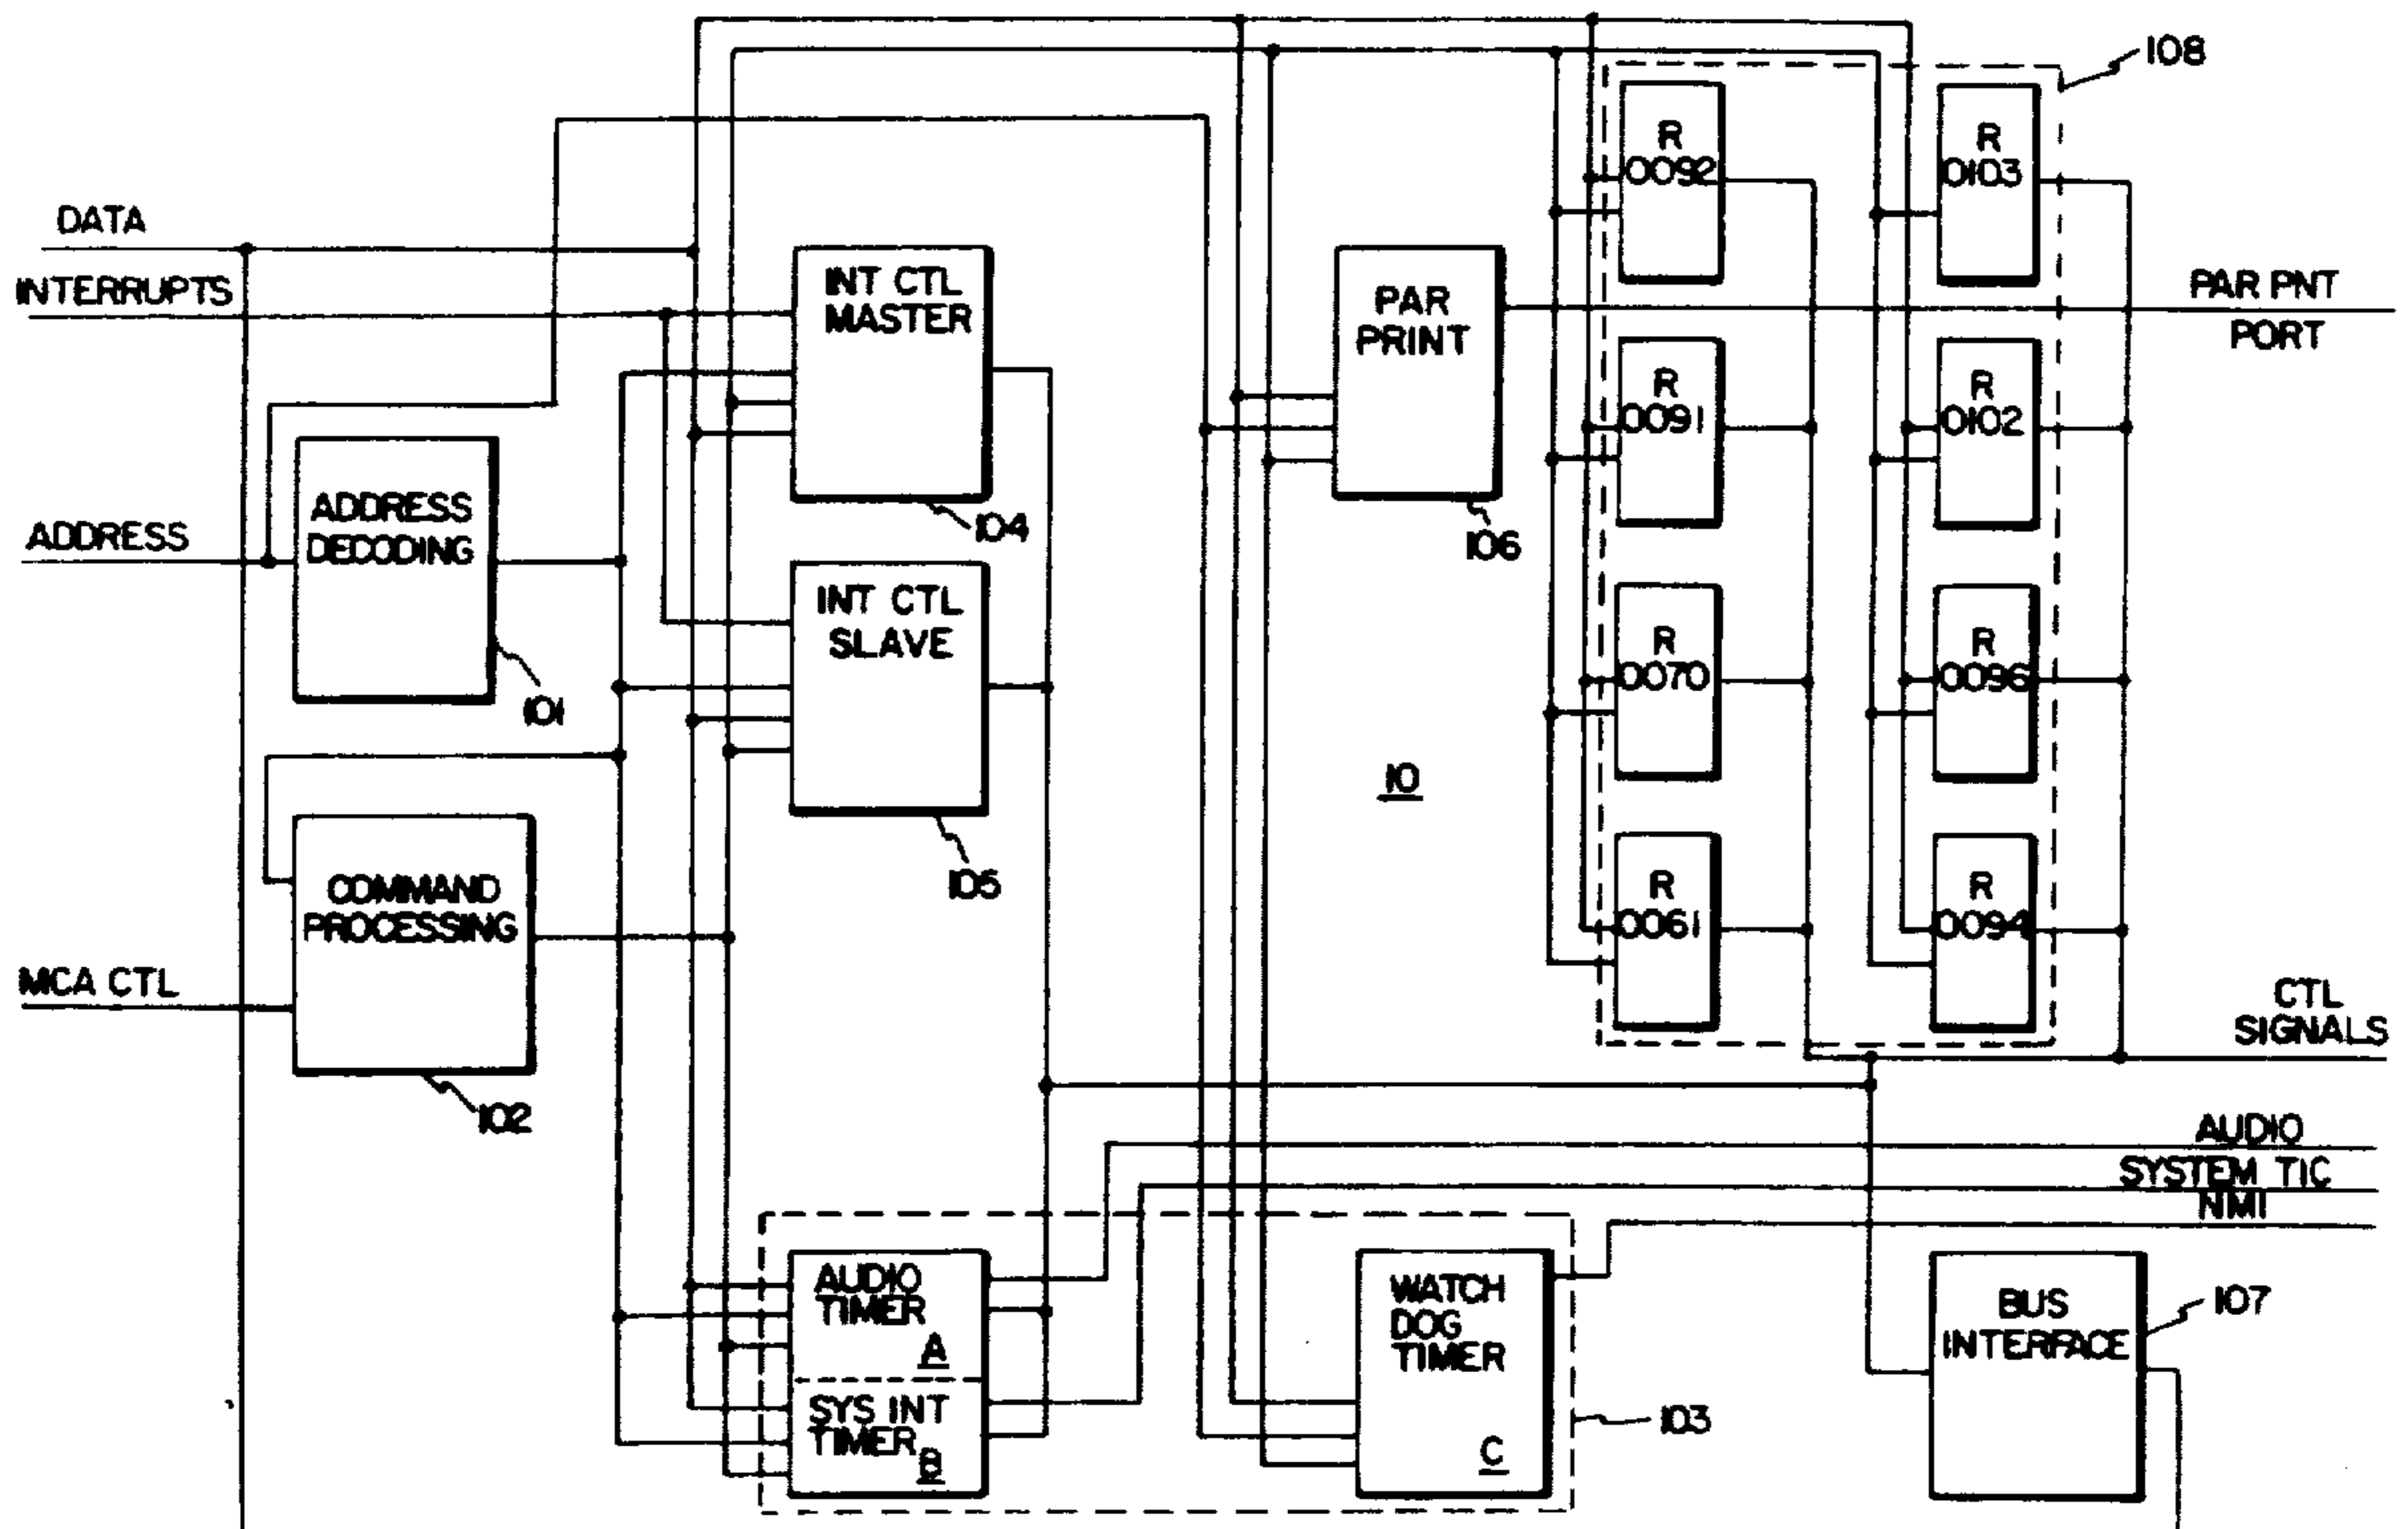 108
R
0092
R
0103
DATA
INTERRUPTS
INT CTL
MASTER
PAR
PRINT
PAR PNT
PORT
R
0091
R
0102
ADDRESS
ADDRESS
DECODING
104
106
INT CTL
SLAVE
R
0070
R
0096
101
10
COMMAND
PROCESSING
105
R
0061
R
0094
MCA CTL
CTL
SIGNALS
102
AUDIO
SYSTEM TIC
NMI
AUDIO
TIMER
A
SYS INT
TIMER
B
WATCH
DOG
TIMER
C
103
BUS
INTERFACE
107